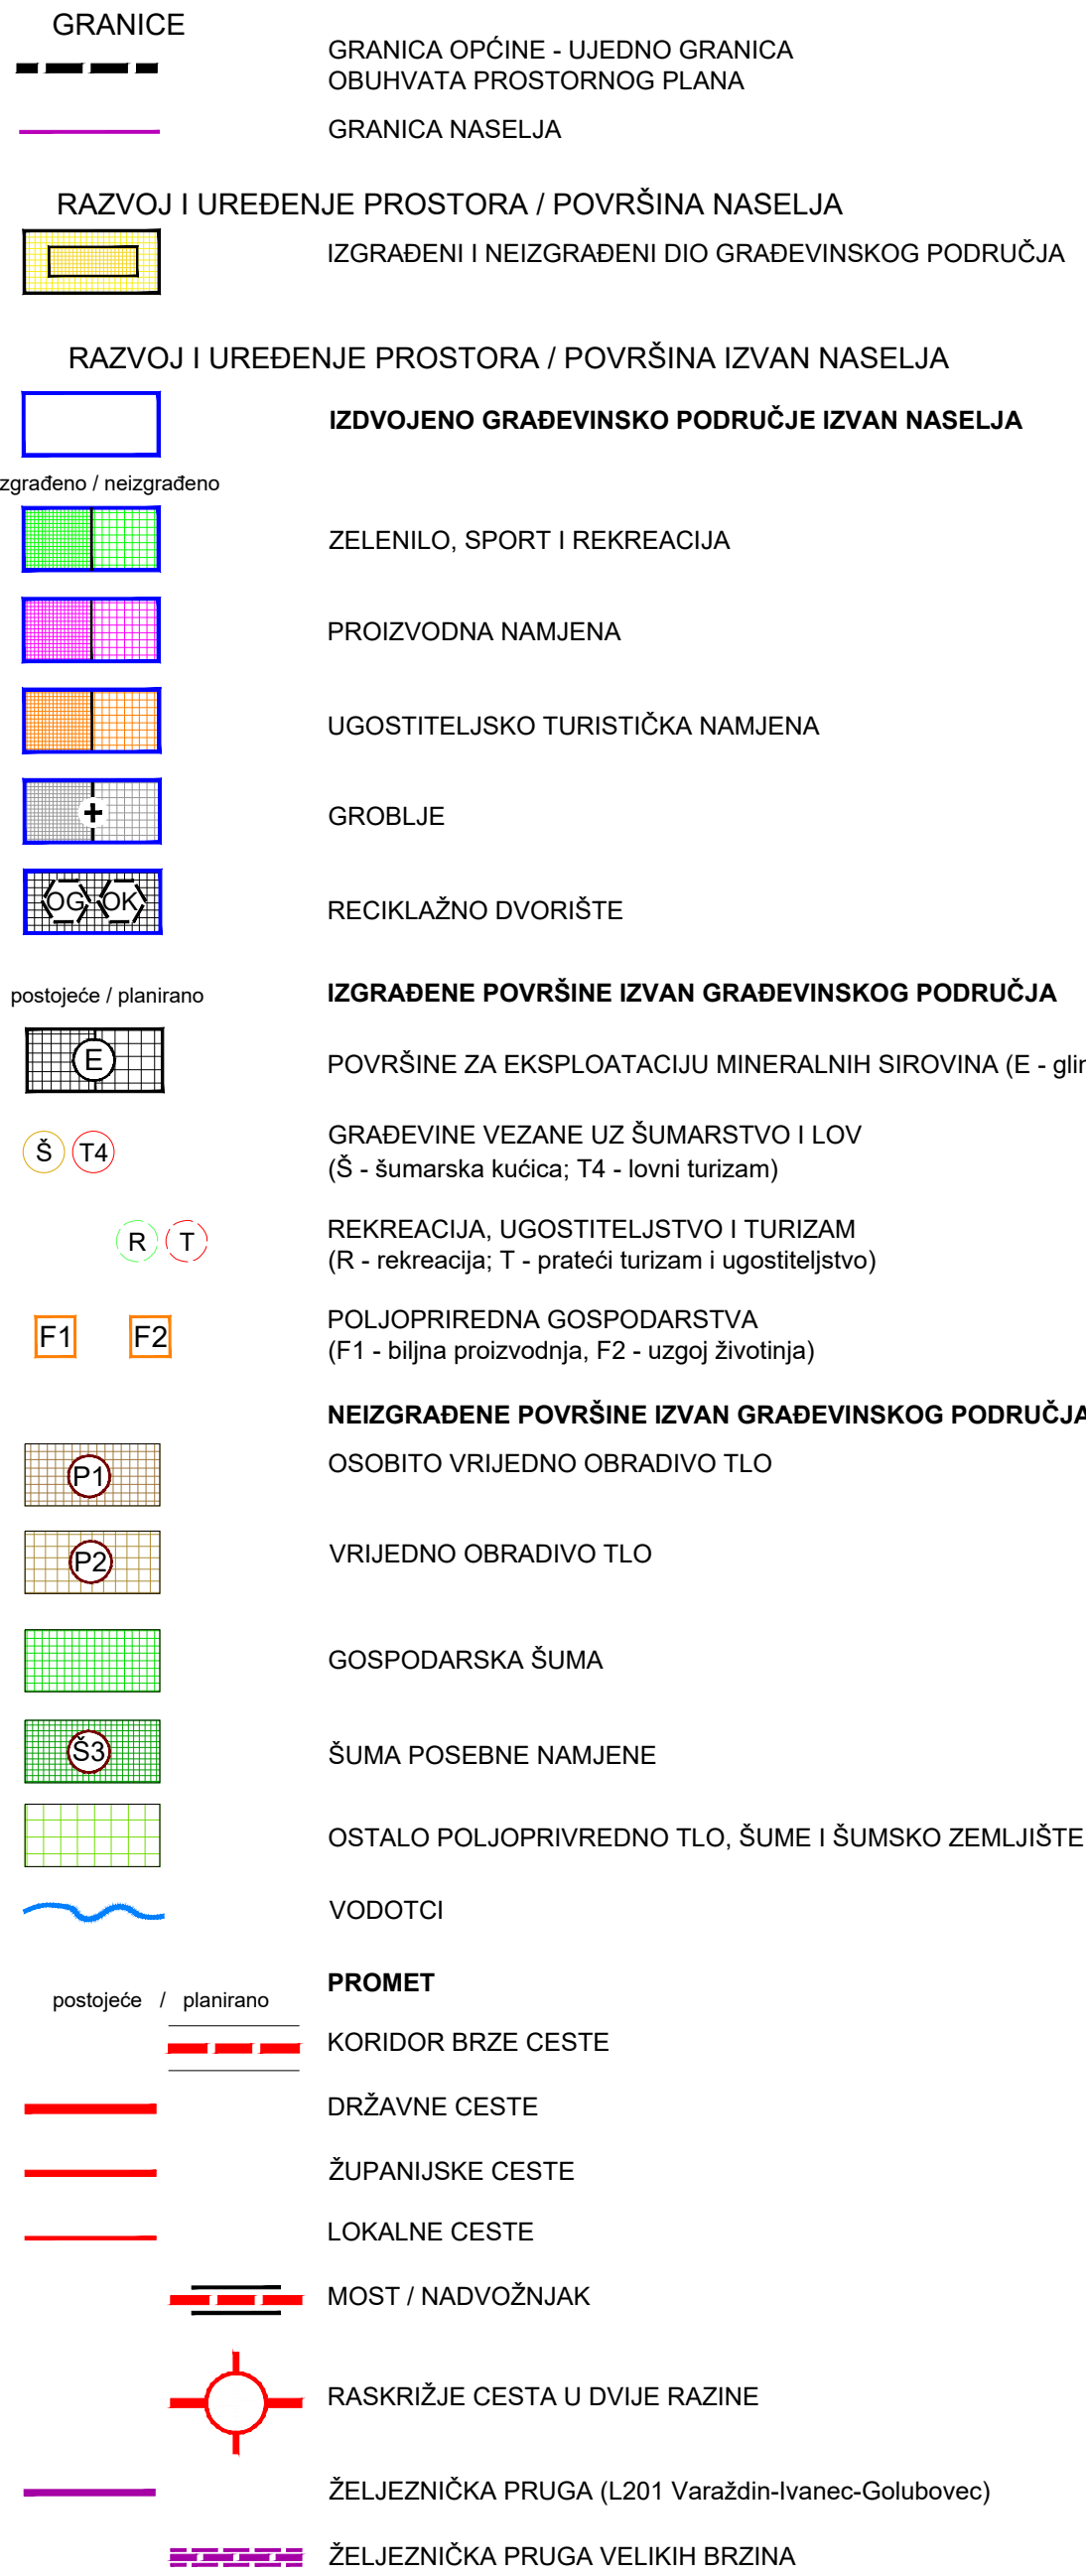 GRANICE
GRANICA OPĆINE - UJEDNO GRANICA
OBUHVATA PROSTORNOG PLANA
GRANICA NASELJA
RAZVOJ I UREĐENJE PROSTORA / POVRŠINA NASELJA
IZGRAĐENI I NEIZGRAĐENI DIO GRAĐEVINSKOG PODRUČJA
RAZVOJ I UREĐENJE PROSTORA / POVRŠINA IZVAN NASELJA
IZDVOJENO GRAĐEVINSKO PODRUČJE IZVAN NASELJA
zgrađeno / neizgrađeno
ZELENILO, SPORT I REKREACIJA
PROIZVODNA NAMJENA
UGOSTITELJSKO TURISTIČKA NAMJENA
+ GROBLJE
OG OK RECIKLAŽNO DVORIŠTE
postojeće / planirano IZGRAĐENE POVRŠINE IZVAN GRAĐEVINSKOG PODRUČJA
E POVRŠINE ZA EKSPLOATACIJU MINERALNIH SIROVINA (E - glin
Š T4 GRAĐEVINE VEZANE UZ ŠUMARSTVO I LOV
(Š - šumarska kućica; T4 - lovni turizam)
R T REKREACIJA, UGOSTITELJSTVO I TURIZAM
(R - rekreacija; T - prateći turizam i ugostiteljstvo)
F1 F2 POLJOPRIREDNA GOSPODARSTVA
(F1 - biljna proizvodnja, F2 - uzgoj životinja)
NEIZGRAĐENE POVRŠINE IZVAN GRAĐEVINSKOG PODRUČJA
P1 OSOBITO VRIJEDNO OBRADIVO TLO
P2 VRIJEDNO OBRADIVO TLO
GOSPODARSKA ŠUMA
Š3 ŠUMA POSEBNE NAMJENE
OSTALO POLJOPRIVREDNO TLO, ŠUME I ŠUMSKO ZEMLJIŠTE
VODOTCI
PROMET
postojeće / planirano
KORIDOR BRZE CESTE
DRŽAVNE CESTE
ŽUPANIJSKE CESTE
LOKALNE CESTE
MOST / NADVOŽNJAK
RASKRIŽJE CESTA U DVIJE RAZINE
ŽELJEZNIČKA PRUGA (L201 Varaždin-Ivanec-Golubovec)
ŽELJEZNIČKA PRUGA VELIKIH BRZINA